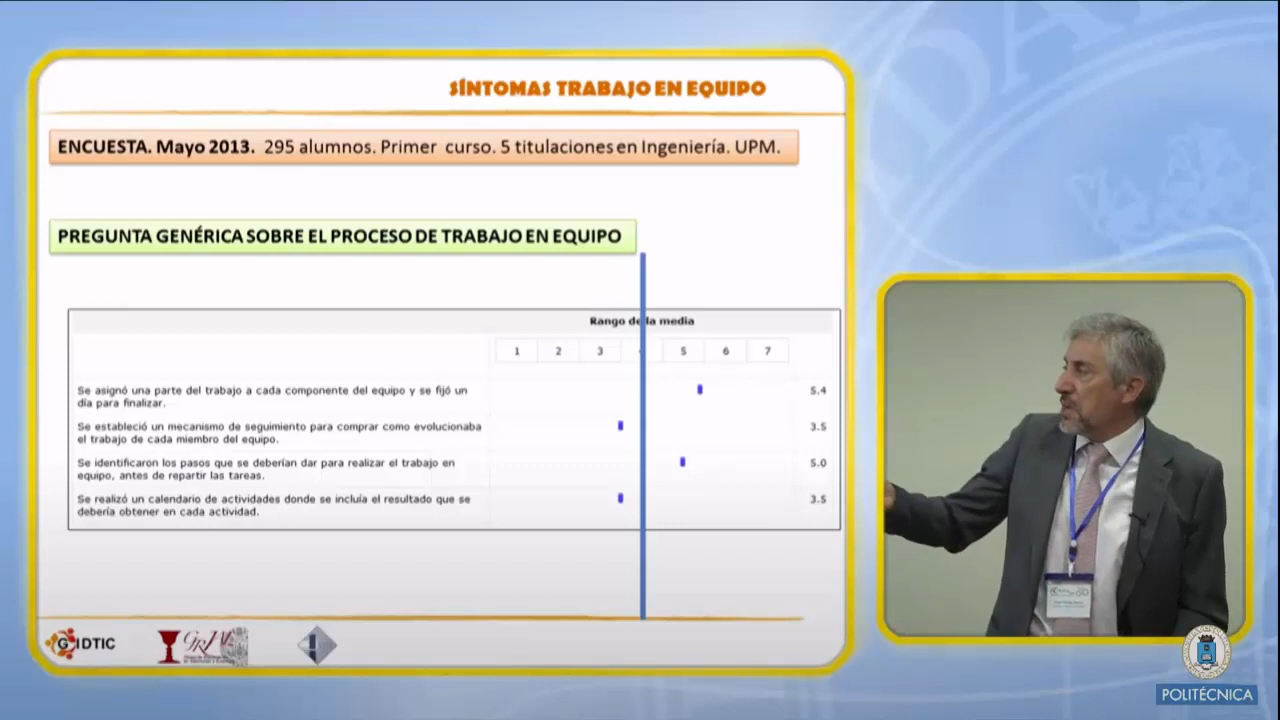 SÍNTOMAS TRABAJO EN EQUIPO
ENCUESTA. Mayo 2013. 295 alumnos. Primer curso. 5 titulaciones en Ingeniería. UPM.
PREGUNTA GENÉRICA SOBRE EL PROCESO DE TRABAJO EN EQUIPO
Rango de la media
1 2 3 5 6 7
Se asignó una parte del trabajo a cada componente del equipo y se fijó un
día para finalizar.
5.4
Se estableció un mecanismo de seguimiento para comprar como evolucionaba
el trabajo de cada miembro del equipo.
3.5
Se identificaron los pasos que se deberían dar para realizar el trabajo en
equipo, antes de repartir las tareas.
5.0
Se realizó un calendario de actividades donde se incluía el resultado que se
debería obtener en cada actividad.
3.5
GIDTIC
GRIAL
POLITÉCNICA